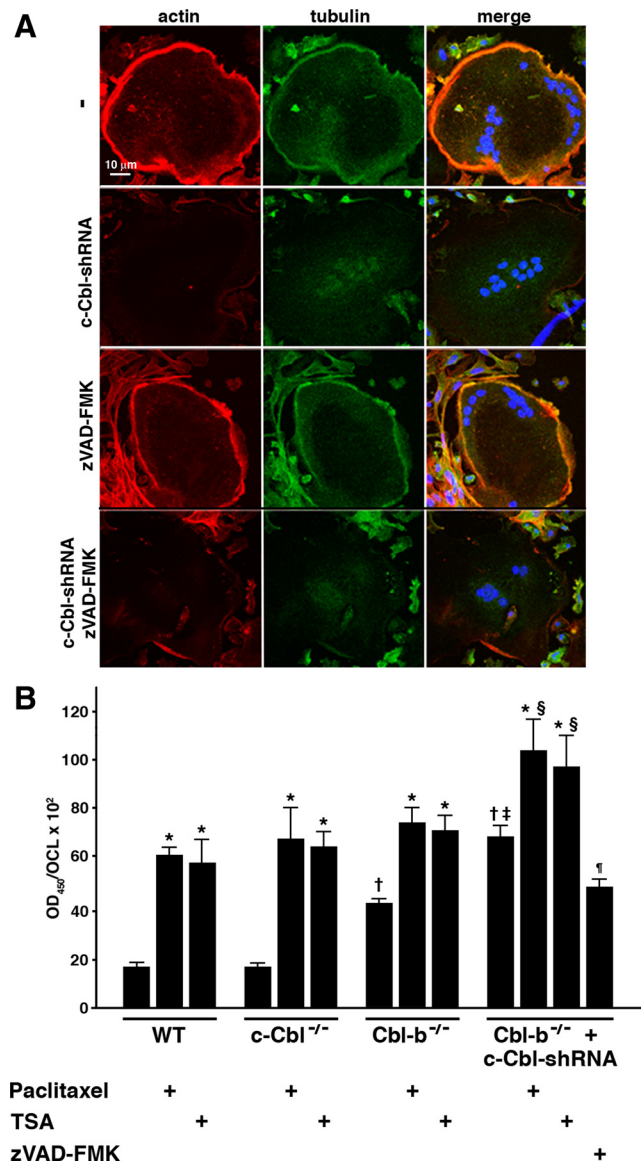 A
actin tubulin merge
-
10 µm
c-Cbl-shRNA
zVAD-FMK
c-Cbl-shRNA
zVAD-FMK
B
OD450/OCL x 10²
120
100
80
60
40
20
0
* *
* *
† * *
†‡ *§ *§ ¶
WT c-Cbl-/- Cbl-b-/- Cbl-b-/- +
c-Cbl-shRNA
Paclitaxel + + + +
TSA + + + +
zVAD-FMK +